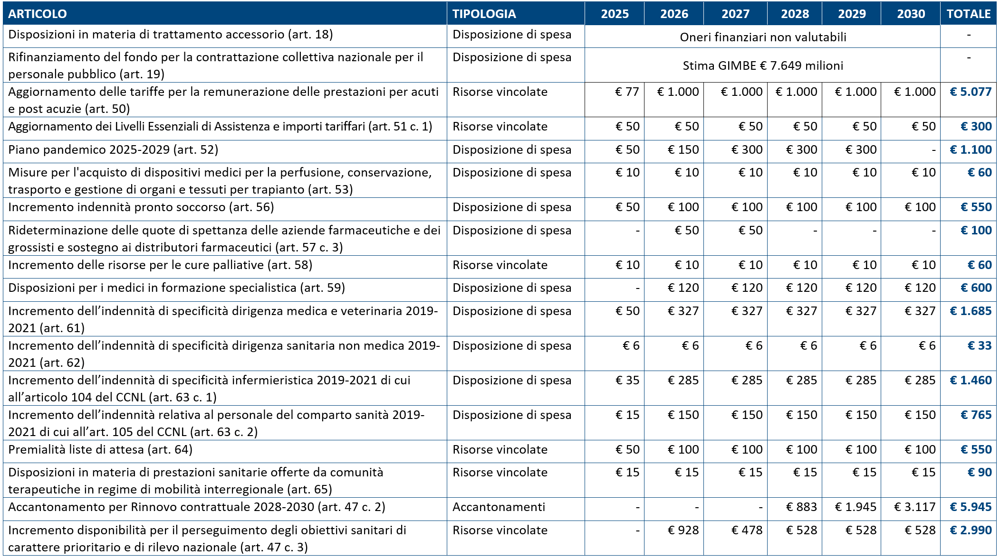 ARTICOLO TIPOLOGIA 2025 2026 2027 2028 2029 2030 TOTALE
Disposizioni in materia di trattamento accessorio (art. 18) Disposizione di spesa Oneri finanziari non valutabili -
Rifinanziamento del fondo per la contrattazione collettiva nazionale per il Disposizione di spesa Stima GIMBE € 7.649 milioni -
personale pubblico (art. 19)
Aggiornamento delle tariffe per la remunerazione delle prestazioni per acuti Risorse vincolate € 77 € 1.000 € 1.000 € 1.000 € 1.000 € 1.000 € 5.077
e post acuzie (art. 50)
Aggiornamento dei Livelli Essenziali di Assistenza e importi tariffari (art. 51 c. 1) Risorse vincolate € 50 € 50 € 50 € 50 € 50 € 50 € 300
Piano pandemico 2025-2029 (art. 52) Disposizione di spesa € 50 € 150 € 300 € 300 € 300 - € 1.100
Misure per l'acquisto di dispositivi medici per la perfusione, conservazione, Disposizione di spesa € 10 € 10 € 10 € 10 € 10 € 10 € 60
trasporto e gestione di organi e tessuti per trapianto (art. 53)
Incremento indennità pronto soccorso (art. 56) Disposizione di spesa € 50 € 100 € 100 € 100 € 100 € 100 € 550
Rideterminazione delle quote di spettanza delle aziende farmaceutiche e dei Disposizione di spesa - € 50 € 50 - - - € 100
grossisti e sostegno ai distributori farmaceutici (art. 57 c. 3)
Incremento delle risorse per le cure palliative (art. 58) Risorse vincolate € 10 € 10 € 10 € 10 € 10 € 10 € 60
Disposizioni per i medici in formazione specialistica (art. 59) Disposizione di spesa - € 120 € 120 € 120 € 120 € 120 € 600
Incremento dell’indennità di specificità dirigenza medica e veterinaria 2019- Disposizione di spesa € 50 € 327 € 327 € 327 € 327 € 327 € 1.685
2021 (art. 61)
Incremento dell’indennità di specificità dirigenza sanitaria non medica 2019- Disposizione di spesa € 6 € 6 € 6 € 6 € 6 € 6 € 33
2021 (art. 62)
Incremento dell’indennità di specificità infermieristica 2019-2021 di cui Disposizione di spesa € 35 € 285 € 285 € 285 € 285 € 285 € 1.460
all’articolo 104 del CCNL (art. 63 c. 1)
Incremento dell’indennità relativa al personale del comparto sanità 2019- Disposizione di spesa € 15 € 150 € 150 € 150 € 150 € 150 € 765
2021 di cui all’art. 105 del CCNL (art. 63 c. 2)
Premialità liste di attesa (art. 64) Risorse vincolate € 50 € 100 € 100 € 100 € 100 € 100 € 550
Disposizioni in materia di prestazioni sanitarie offerte da comunità Risorse vincolate € 15 € 15 € 15 € 15 € 15 € 15 € 90
terapeutiche in regime di mobilità interregionale (art. 65)
Accantonamento per Rinnovo contrattuale 2028-2030 (art. 47 c. 2) Accantonamenti - - - € 883 € 1.945 € 3.117 € 5.945
Incremento disponibilità per il perseguimento degli obiettivi sanitari di Risorse vincolate - € 928 € 478 € 528 € 528 € 528 € 2.990
carattere prioritario e di rilevo nazionale (art. 47 c. 3)